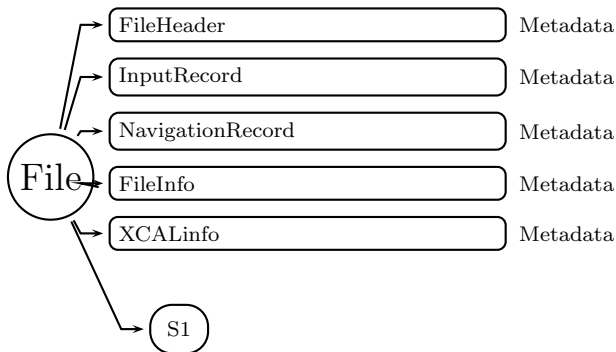 FileHeader Metadata
InputRecord Metadata
NavigationRecord Metadata
File
FileInfo Metadata
XCALinfo Metadata
S1